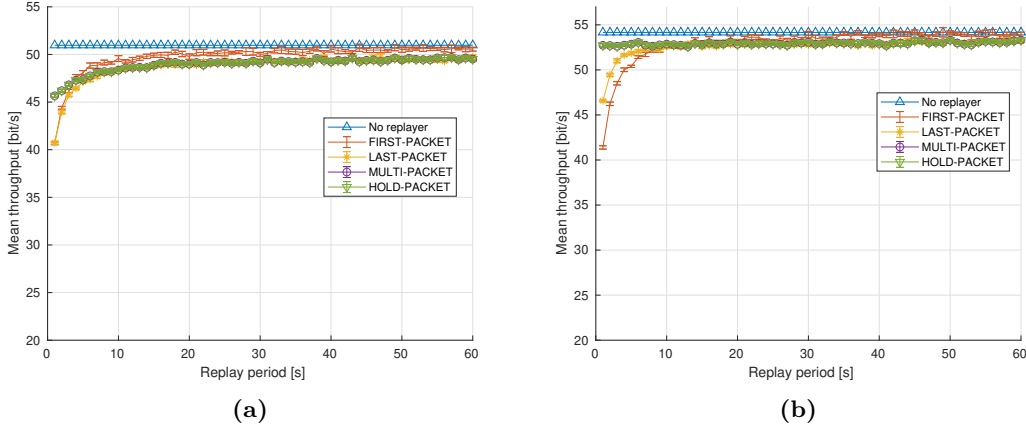 55
50
45
40
35
30
25
20
Mean throughput [bit/s]
No replayer
FIRST-PACKET
LAST-PACKET
MULTI-PACKET
HOLD-PACKET
0 10 20 30 40 50 60
Replay period [s]
(a)
55
50
45
40
35
30
25
20
Mean throughput [bit/s]
No replayer
FIRST-PACKET
LAST-PACKET
MULTI-PACKET
HOLD-PACKET
0 10 20 30 40 50 60
Replay period [s]
(b)